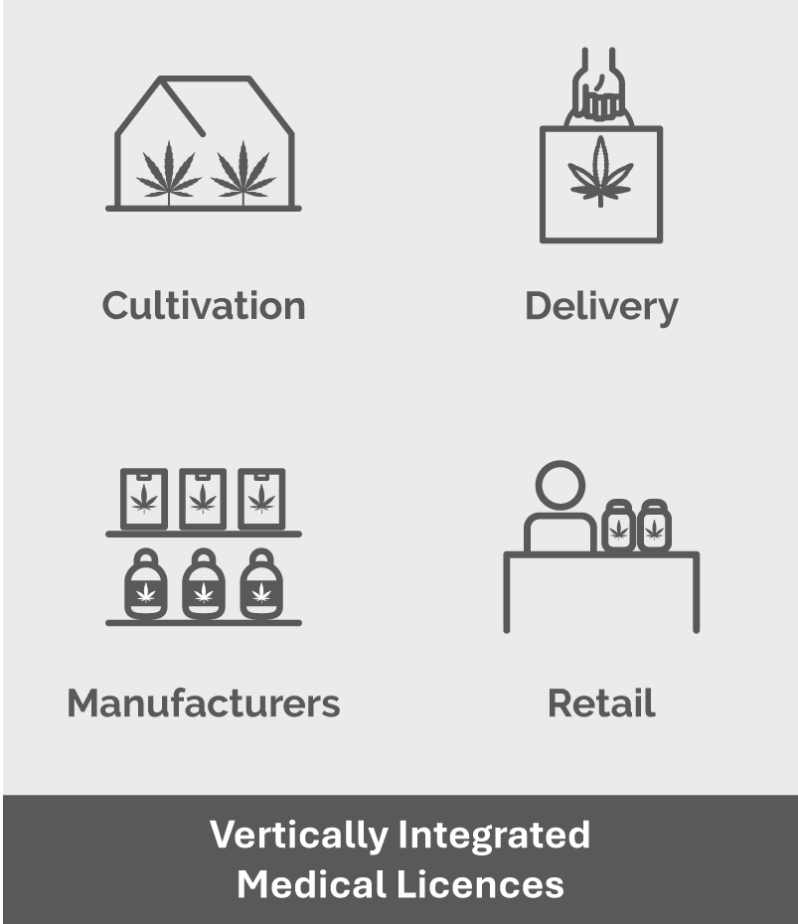 Cultivation
Delivery
Manufacturers
Retail
Vertically Integrated
Medical Licences